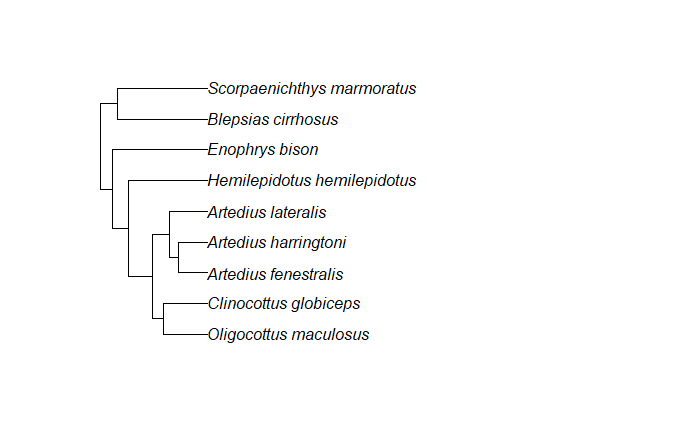 Scorpaenichthys marmoratus
Blepsias cirrhosus
Enophrys bison
Hemilepidotus hemilepidotus
Artedius lateralis
Artedius harringtoni
Artedius fenestralis
Clinocottus globiceps
Oligocottus maculosus